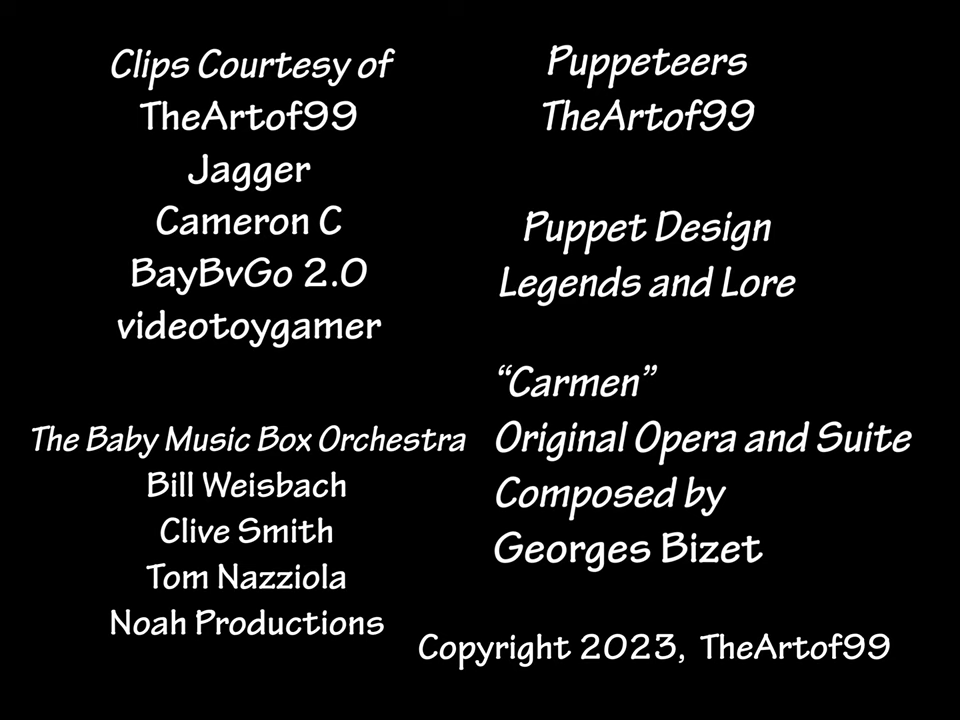 Clips Courtesy of
TheArtof99
Jagger
Cameron C
BayBvGo 2.0
videotoygamer
The Baby Music Box Orchestra
Bill Weisbach
Clive Smith
Tom Nazziola
Noah Productions
Puppeteers
TheArtof99
Puppet Design
Legends and Lore
“Carmen”
Original Opera and Suite
Composed by
Georges Bizet
Copyright 2023, TheArtof99